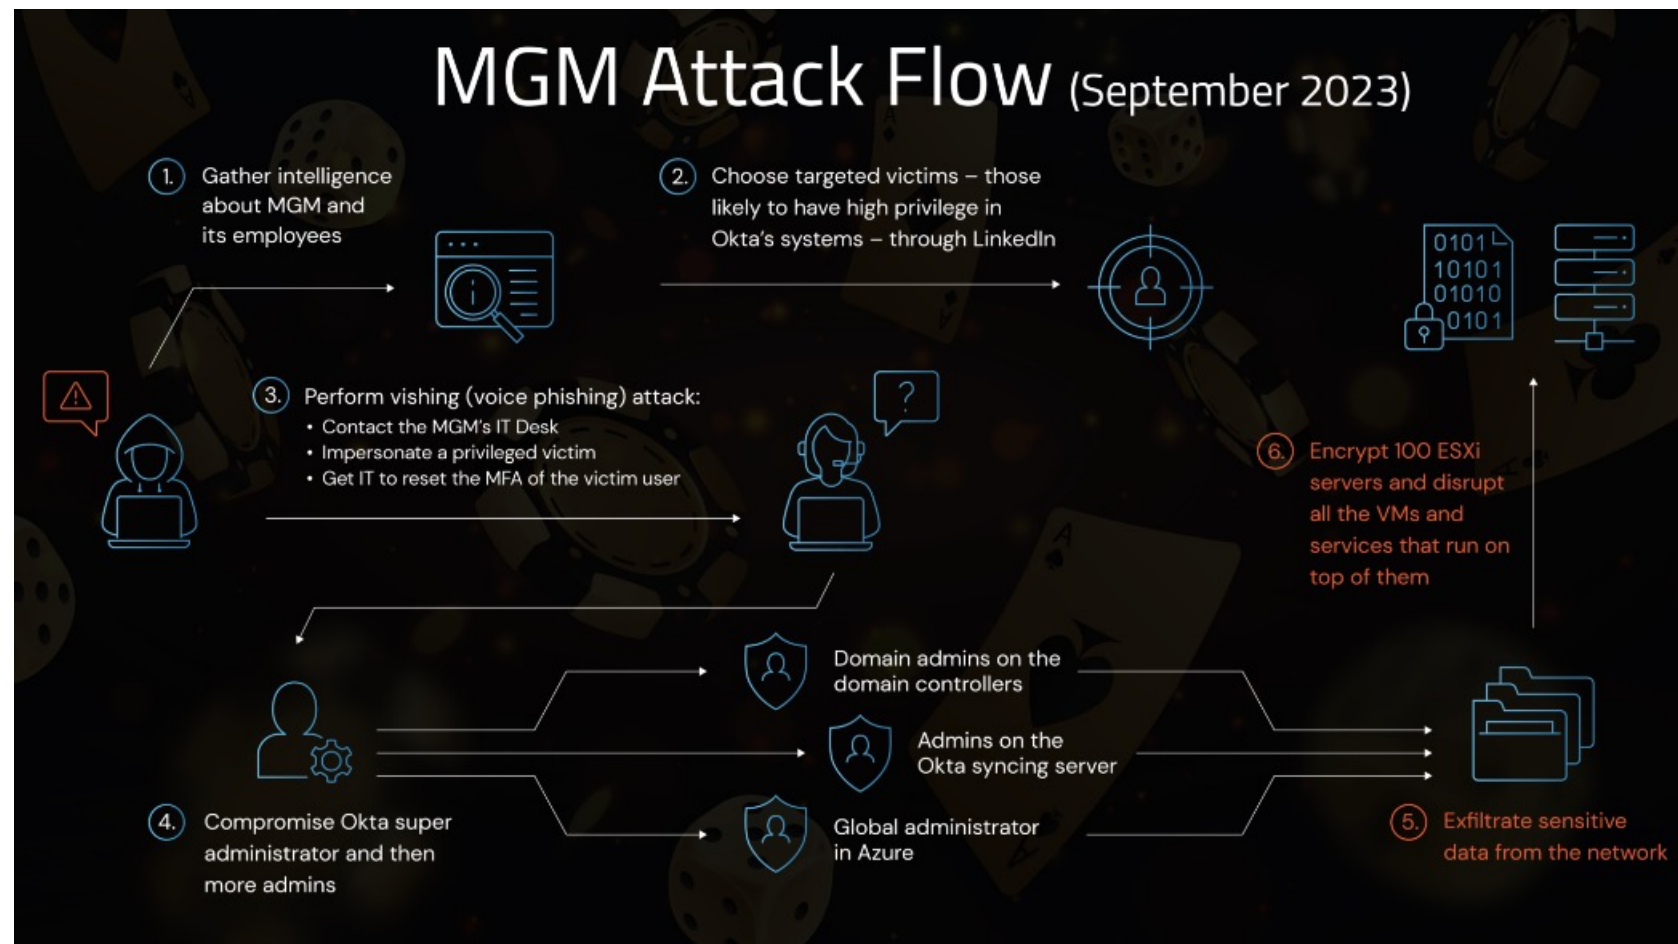 MGM Attack Flow (September 2023)
1. Gather intelligence
about MGM and
its employees
2. Choose targeted victims – those
likely to have high privilege in
Okta's systems – through LinkedIn
0101
10101
01010
0101
3. Perform vishing (voice phishing) attack:
• Contact the MGM's IT Desk
• Impersonate a privileged victim
• Get IT to reset the MFA of the victim user
?
6. Encrypt 100 ESXi
servers and disrupt
all the VMs and
services that run on
top of them
Domain admins on the
domain controllers
Admins on the
Okta syncing server
Global administrator
in Azure
4. Compromise Okta super
administrator and then
more admins
5. Exfiltrate sensitive
data from the network